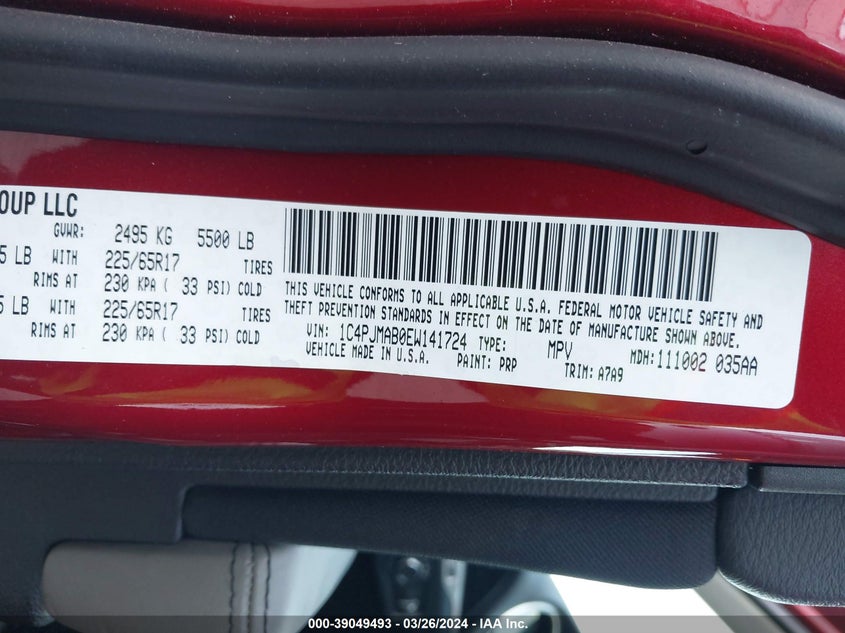 OUP LLC
GVWR: 2495 KG 5500 LB
5 LB WITH 225/65R17 TIRES
RIMS AT 230 KPA ( 33 PSI) COLD
5 LB WITH 225/65R17 TIRES
RIMS AT 230 KPA ( 33 PSI) COLD
THIS VEHICLE CONFORMS TO ALL APPLICABLE U.S.A. FEDERAL MOTOR VEHICLE SAFETY AND
THEFT PREVENTION STANDARDS IN EFFECT ON THE DATE OF MANUFACTURE SHOWN ABOVE.
VIN: 1C4PJMAB0EW141724 TYPE: MPV MDH:111002 035AA
VEHICLE MADE IN U.S.A. PAINT: PRP TRIM: A7A9
000-39049493 - 03/26/2024 - IAA Inc.